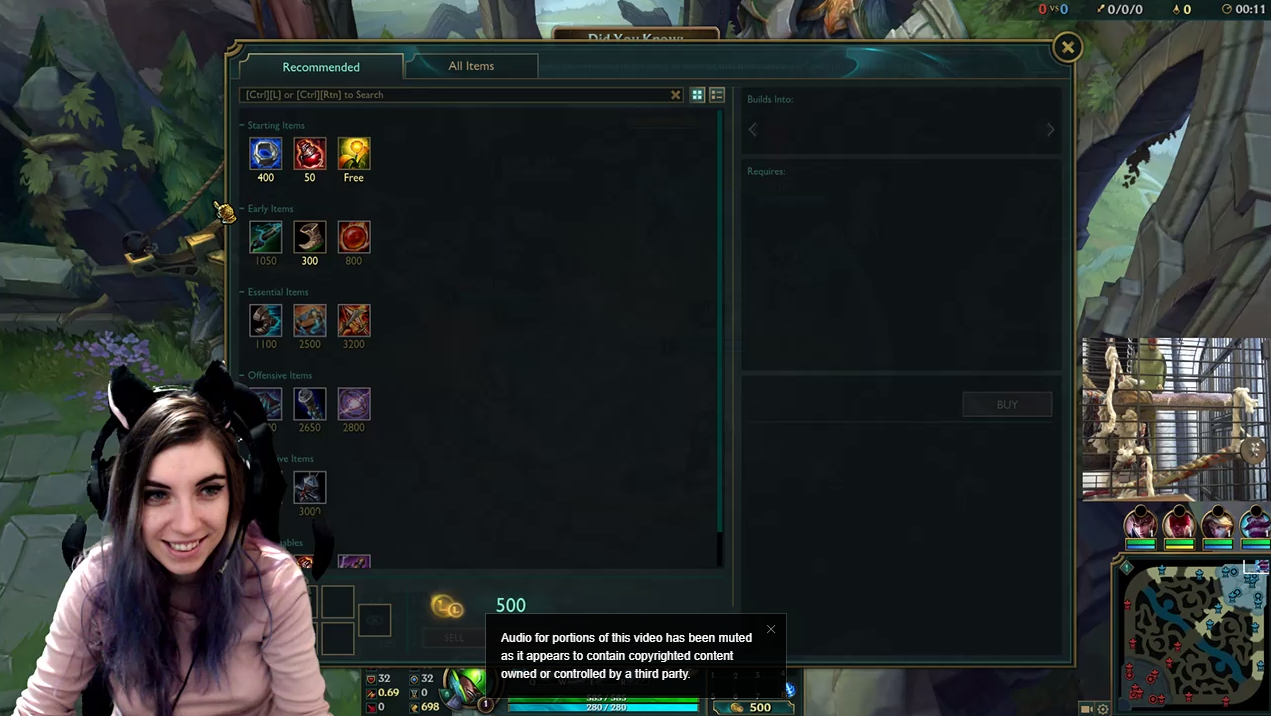 0 vs 0 0/0/0 0 00:11
Did You Know:
Recommended All Items
[Ctrl][L] or [Ctrl][Rtn] to Search
Builds Into:
Starting Items
400 50 Free
Requires:
Early Items
1050 300 800
Essential Items
1100 2500 3200
Offensive Items
2650 2800
BUY
ve Items
3000
ables
500
SELL
Audio for portions of this video has been muted
as it appears to contain copyrighted content
owned or controlled by a third party.
32 32
0.69 0
0 698
1
280 / 280
500